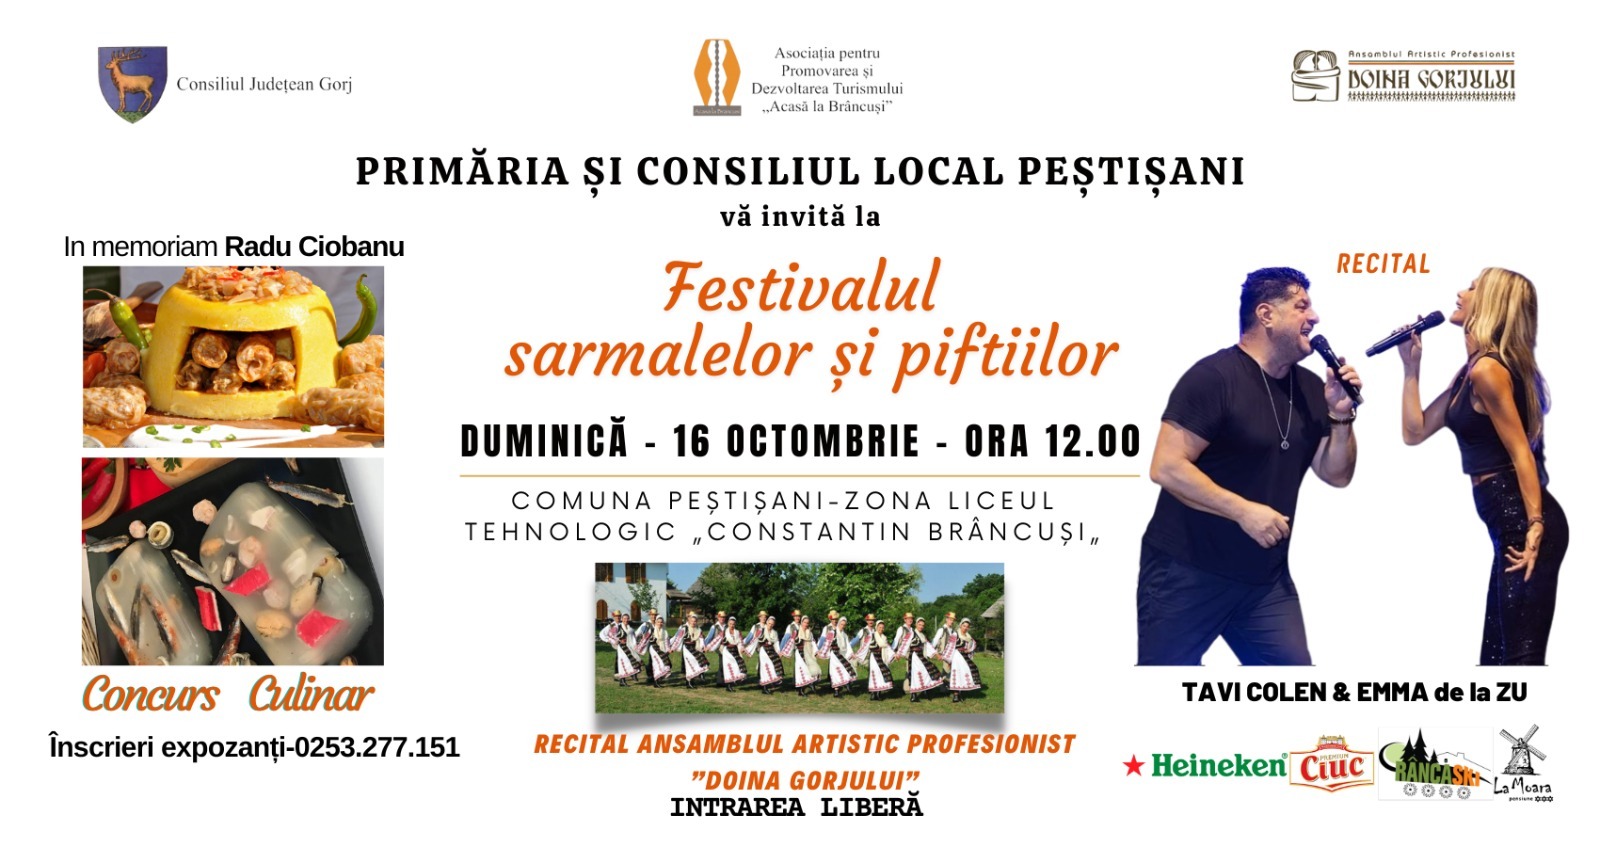 Consiliul Județean Gorj
Asociația pentru
Promovarea și
Dezvoltarea Turismului
„Acasă la Brâncuși”
Ansamblul Artistic Profesionist
DOINA GORJULUI
PRIMĂRIA ȘI CONSILIUL LOCAL PEȘTIȘANI
vă invită la
In memoriam Radu Ciobanu
Festivalul
sarmalelor și piftiilor
DUMINICĂ - 16 OCTOMBRIE - ORA 12.00
COMUNA PEȘTIȘANI-ZONA LICEUL
TEHNOLOGIC „CONSTANTIN BRÂNCUȘI„
RECITAL
Concurs Culinar
Înscrieri expozanți-0253.277.151
RECITAL ANSAMBLUL ARTISTIC PROFESIONIST
”DOINA GORJULUI”
INTRAREA LIBERĂ
TAVI COLEN & EMMA de la ZU
Heineken
PREMIUM
Ciuc
RANCASKI
La Moara
pensiune